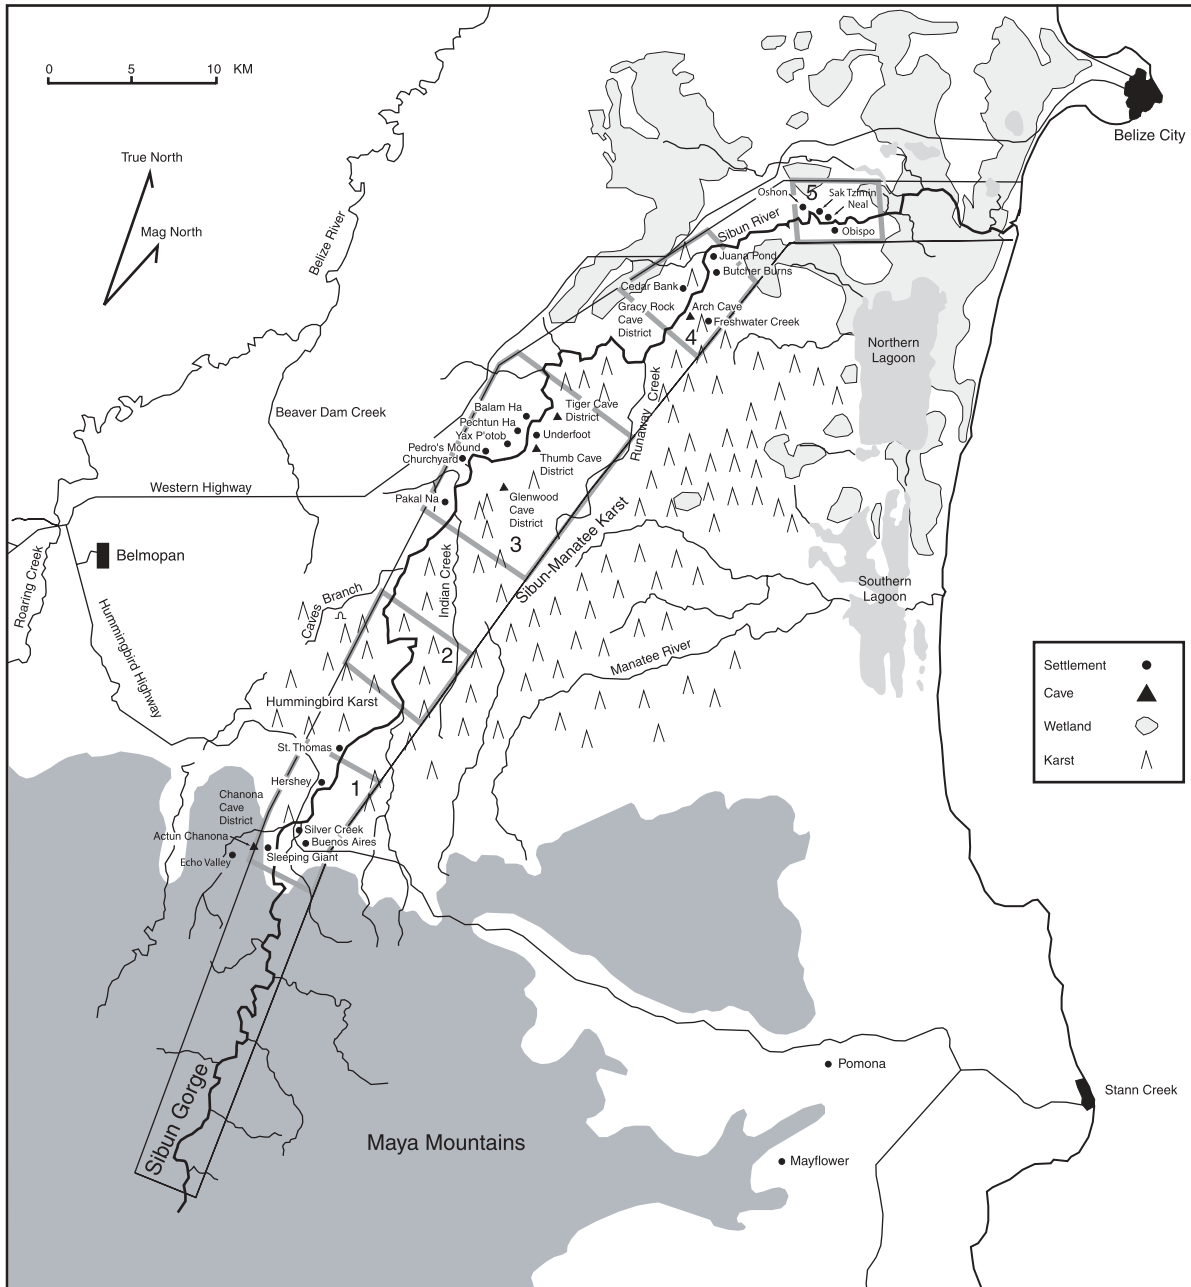 0 5 10 KM
True North
Mag North
Belize City
Belize River
Oshon
5
Sak Tzimin
Neal
Obispo
Sibun River
Juana Pond
Butcher Burns
Cedar Bank
Gracy Rock
Cave
District
Arch Cave
Freshwater Creek
4
Northern
Lagoon
Beaver Dam Creek
Runaway Creek
Balam Ha
Pechtun Ha
Yax P'otob
Pedro's Mound
Churchyard
Tiger Cave
District
Underfoot
Thumb Cave
District
Western Highway
Pakal Na
Glenwood
Cave
District
3
Sibun-Manatee Karst
Belmopan
Roaring Creek
Hummingbird Highway
Caves Branch
Indian Creek
Southern
Lagoon
2
Manatee River
Settlement
Cave
Wetland
Karst
Hummingbird Karst
St. Thomas
Hershey
1
Chanona
Cave
District
Actun Chanona
Echo Valley
Silver Creek
Buenos Aires
Sleeping Giant
Sibun Gorge
Maya Mountains
Pomona
Stann Creek
Mayflower